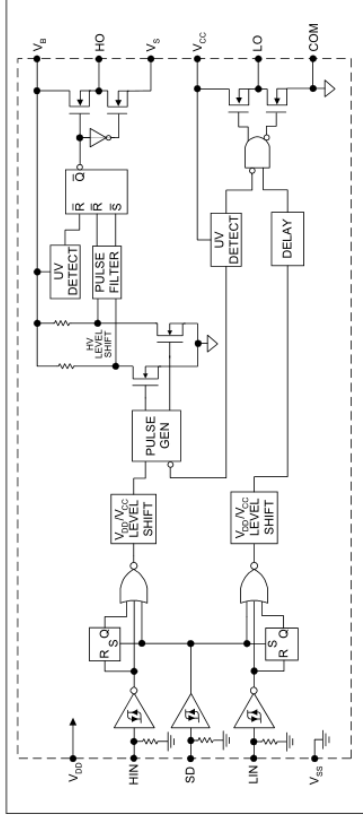 V_DD
HIN
SD
LIN
V_SS
R Q
S
S
R Q
V_DD/V_CC
LEVEL
SHIFT
V_DD/V_CC
LEVEL
SHIFT
PULSE
GEN
HV
LEVEL
SHIFT
UV
DETECT
PULSE
FILTER
R̅
R̅
S̅
Q̅
UV
DETECT
DELAY
V_B
HO
V_S
V_CC
LO
COM